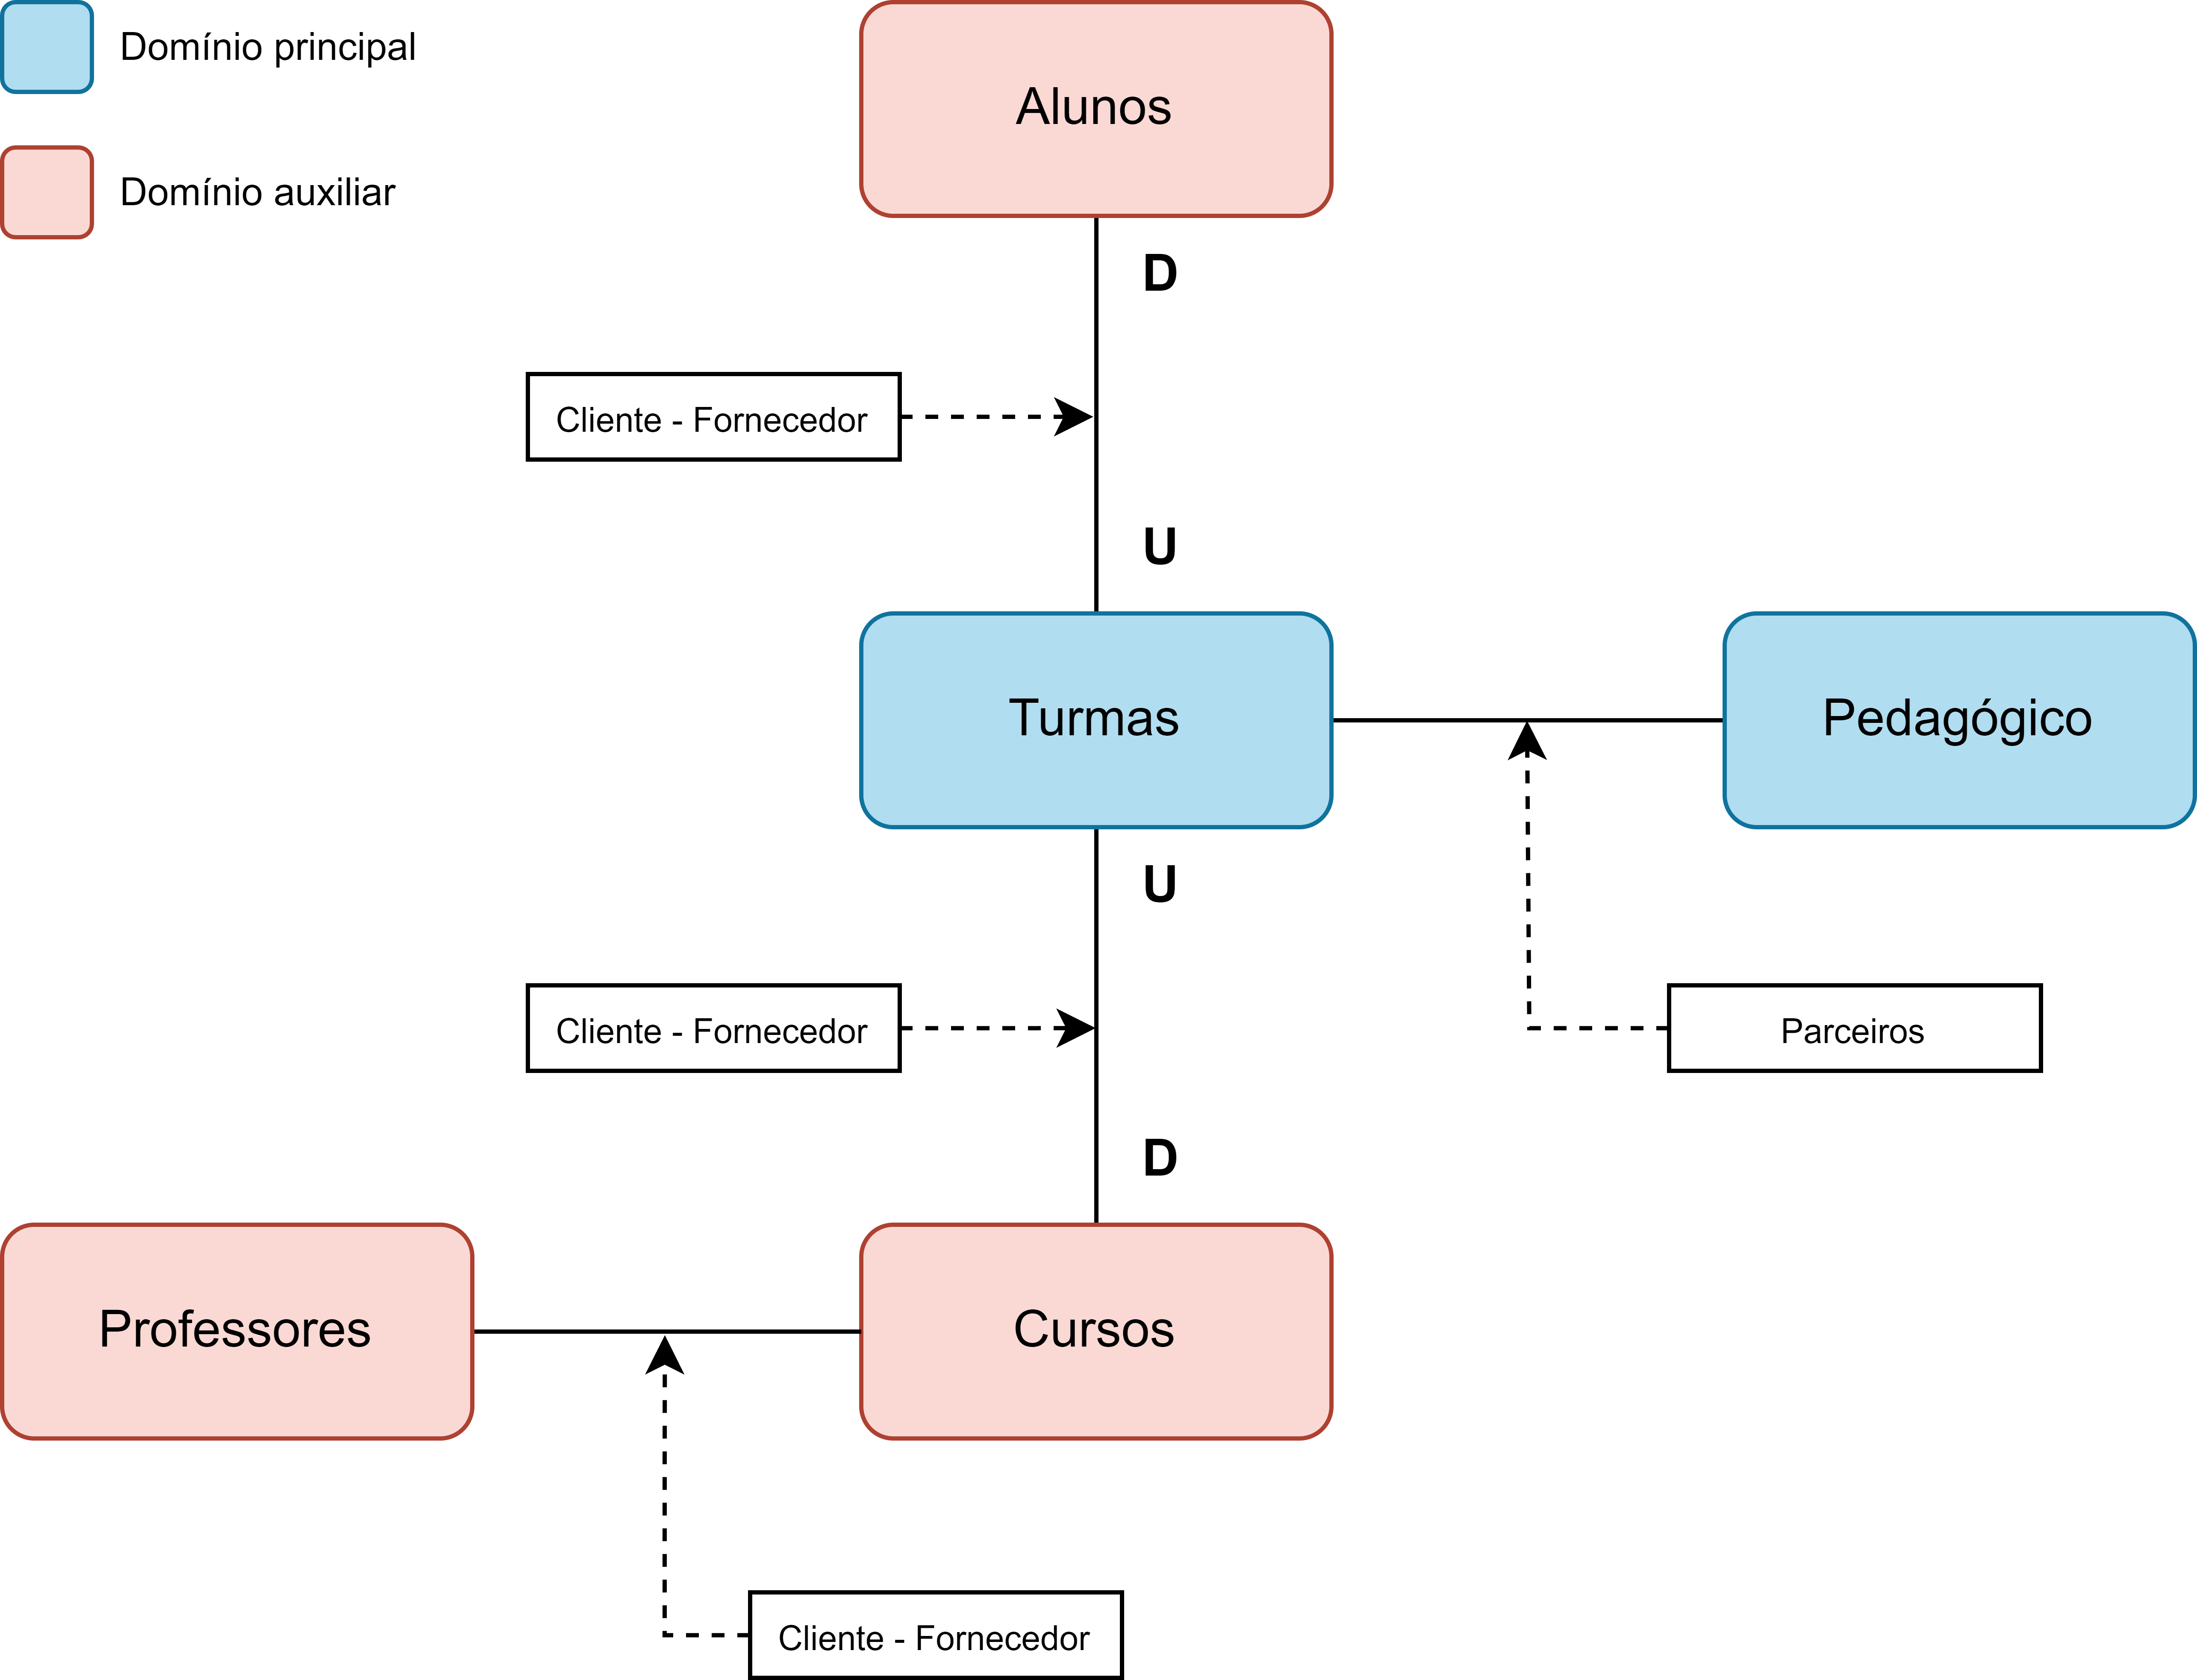 Domínio principal
Domínio auxiliar
Alunos
D
Cliente - Fornecedor
U
Turmas
Pedagógico
U
Cliente - Fornecedor
Parceiros
D
Professores
Cursos
Cliente - Fornecedor